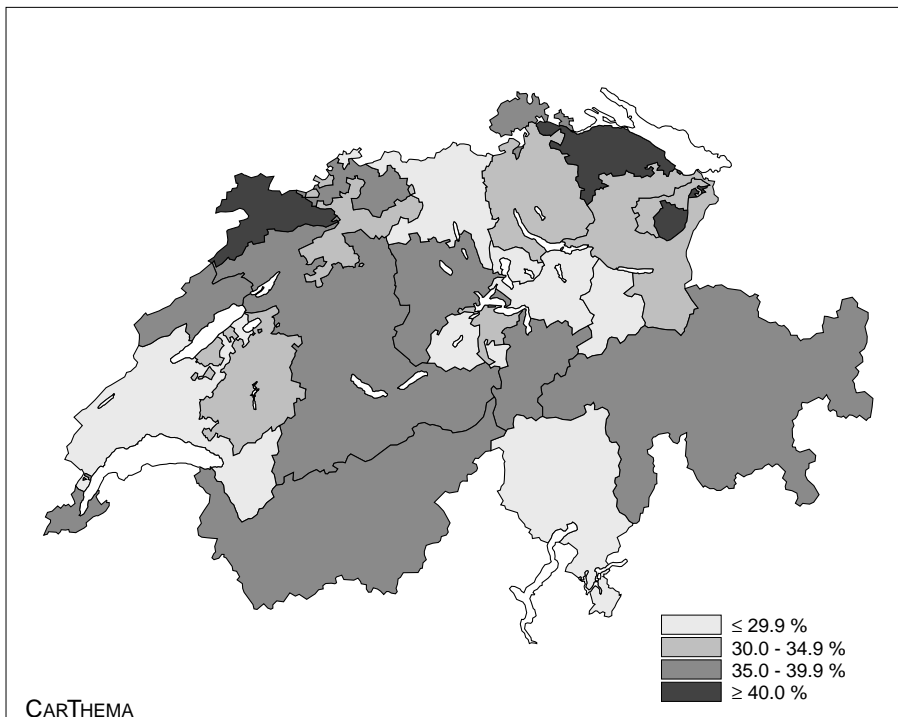 ≤ 29.9 %
30.0 - 34.9 %
35.0 - 39.9 %
≥ 40.0 %
CARTHEMA